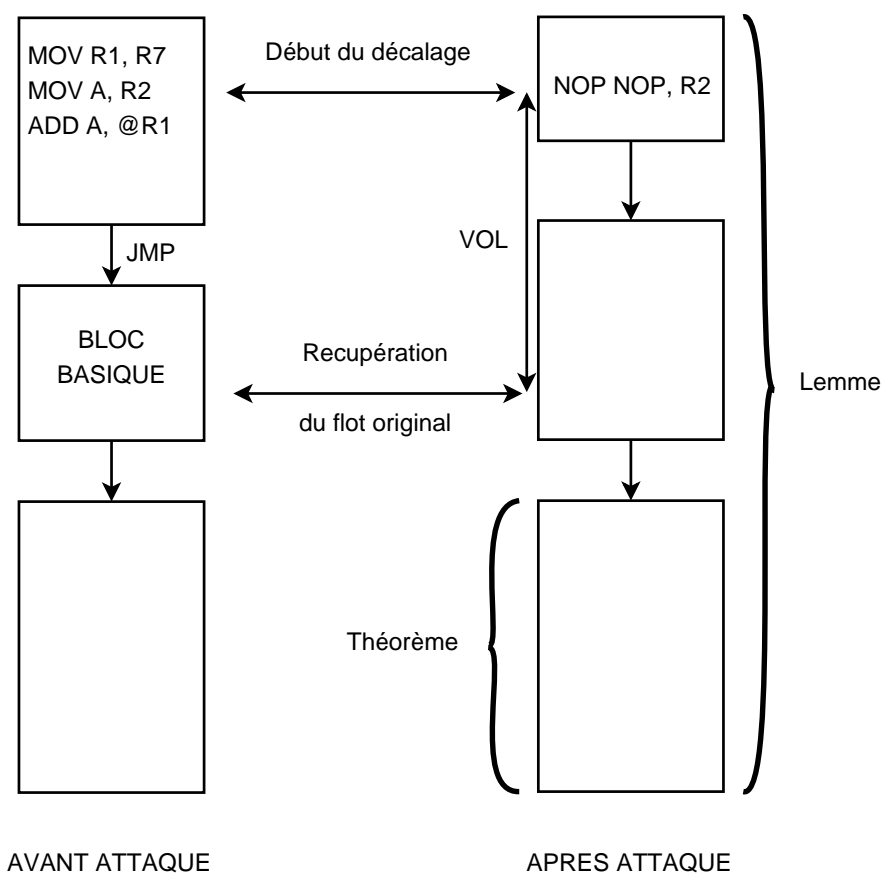 MOV R1, R7
MOV A, R2
ADD A, @R1
Début du décalage
NOP NOP, R2
JMP
VOL
BLOC
BASIQUE
Recupération
du flot original
Lemme
Théorème
AVANT ATTAQUE
APRES ATTAQUE